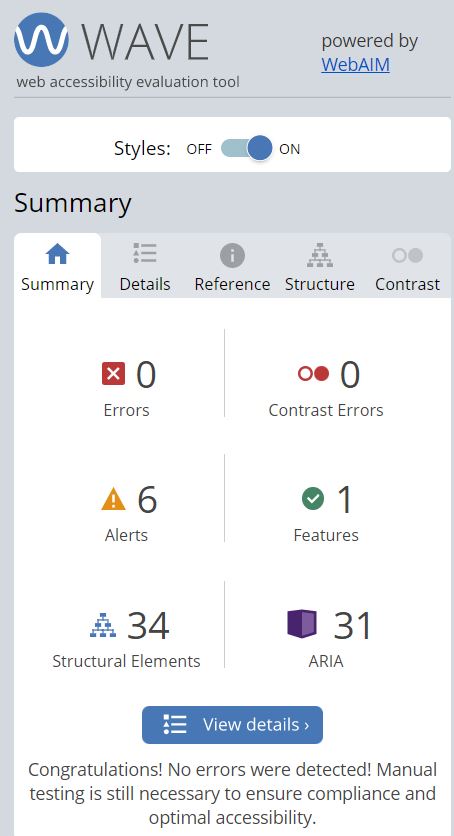 WAVE
web accessibility evaluation tool
powered by
WebAIM
Styles: OFF ON
Summary
Summary Details Reference Structure Contrast
0 0
Errors Contrast Errors
6 1
Alerts Features
34 31
Structural Elements ARIA
View details ›
Congratulations! No errors were detected! Manual
testing is still necessary to ensure compliance and
optimal accessibility.